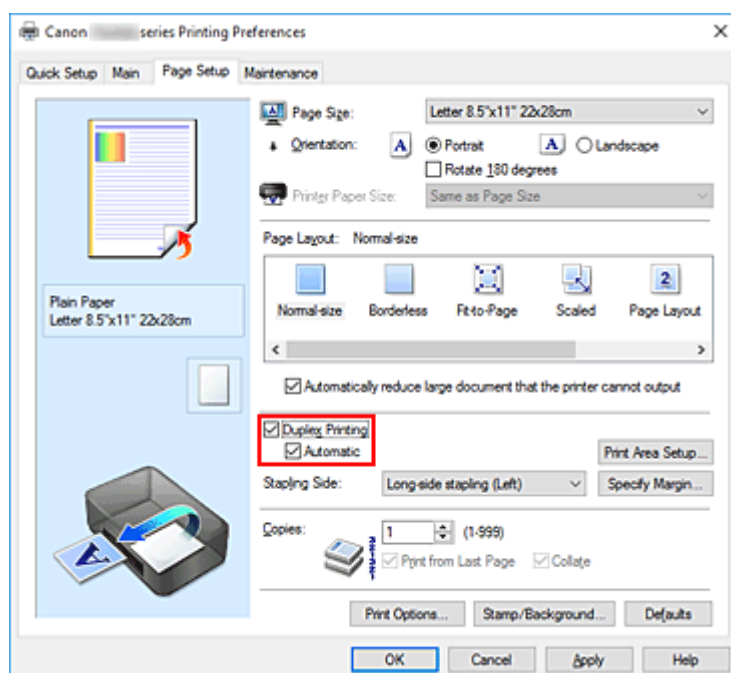 Canon series Printing Preferences
Quick Setup Main Page Setup Maintenance
Page Size: Letter 8.5"x11" 22x28cm
Orientation: A Portrait A Landscape
Rotate 180 degrees
Printer Paper Size: Same as Page Size
Page Layout: Normal-size
2
Normal-size Borderless Fit-to-Page Scaled Page Layout
Plain Paper
Letter 8.5"x11" 22x28cm
Automatically reduce large document that the printer cannot output
Duplex Printing
Automatic
Print Area Setup...
Stapling Side: Long-side stapling (Left) Specify Margin...
Copies: 1 (1-999)
Print from Last Page Collate
A
Print Options... Stamp/Background... Defaults
OK Cancel Apply Help